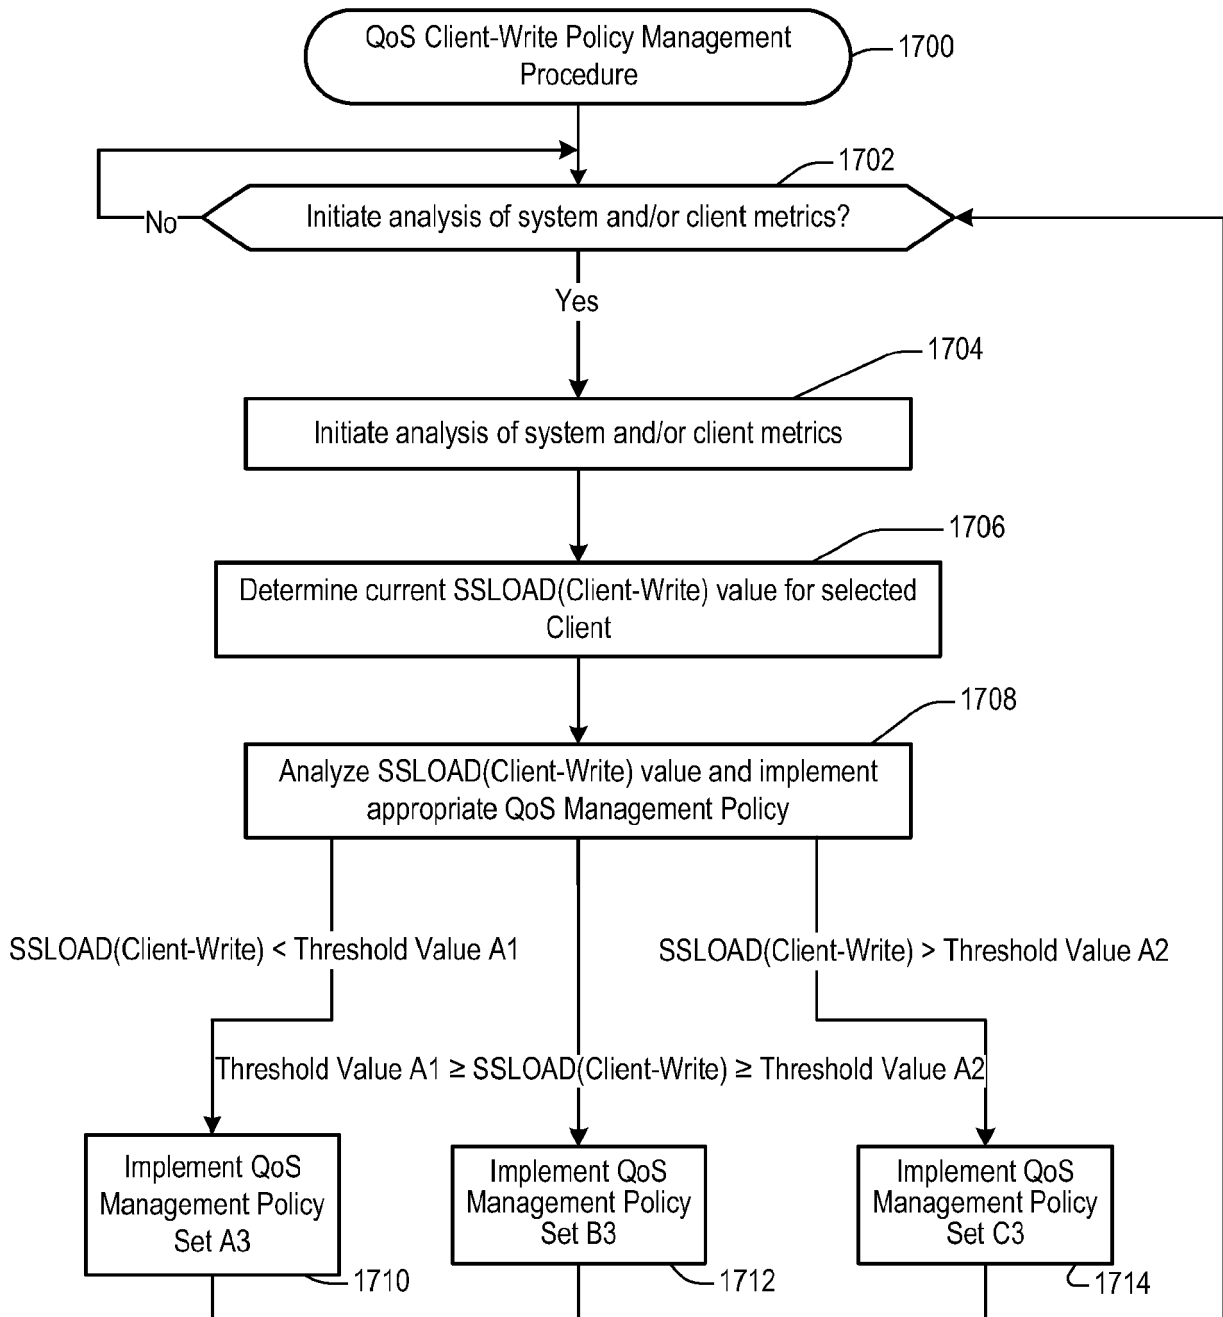 QoS Client-Write Policy Management
Procedure
1700
1702
Initiate analysis of system and/or client metrics?
No
Yes
1704
Initiate analysis of system and/or client metrics
1706
Determine current SSLOAD(Client-Write) value for selected
Client
1708
Analyze SSLOAD(Client-Write) value and implement
appropriate QoS Management Policy
SSLOAD(Client-Write) < Threshold Value A1
SSLOAD(Client-Write) > Threshold Value A2
Threshold Value A1 ≥ SSLOAD(Client-Write) ≥ Threshold Value A2
Implement QoS
Management Policy
Set A3
1710
Implement QoS
Management Policy
Set B3
1712
Implement QoS
Management Policy
Set C3
1714